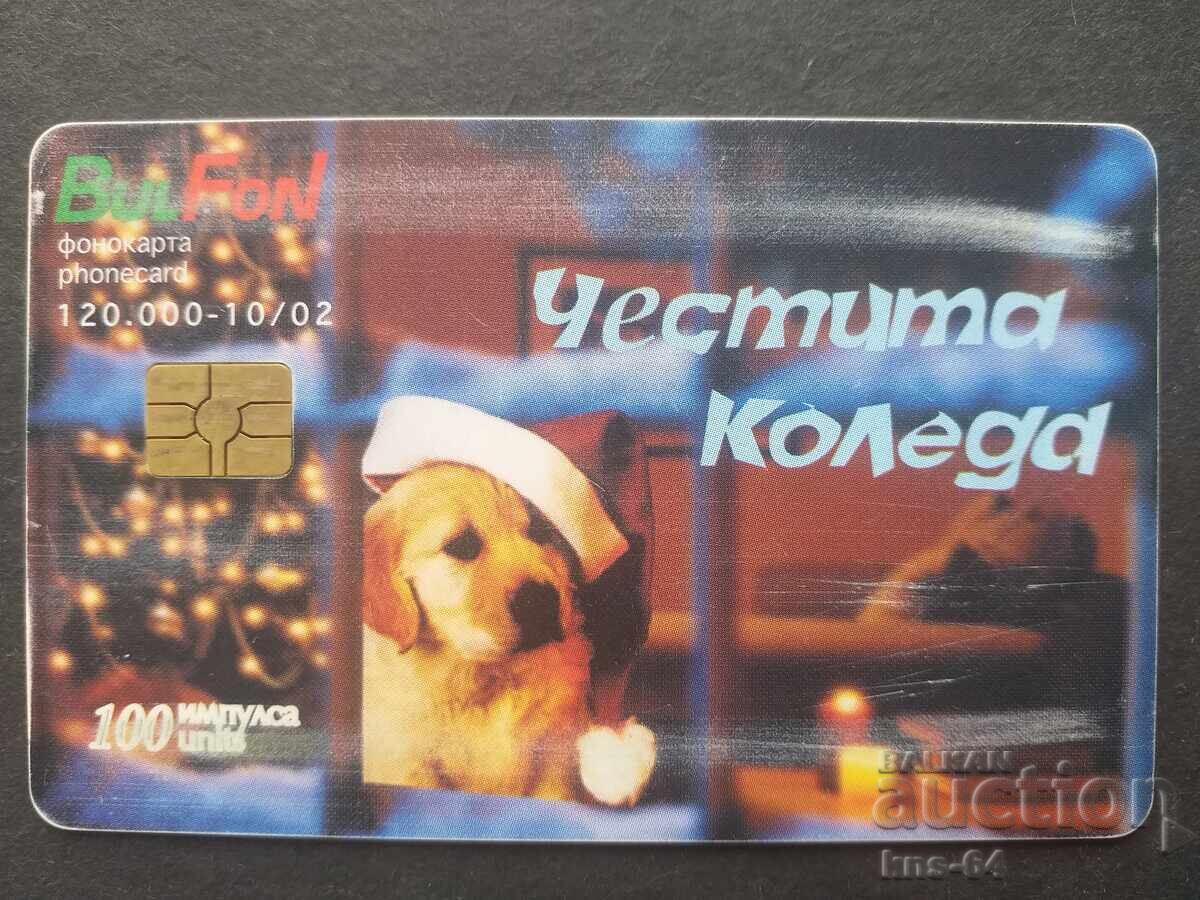 BULFON
фонокарта
phonecard
120.000-10/02
Честита
Коледа
100 импулса
units
BALKAN
auction
kns-64